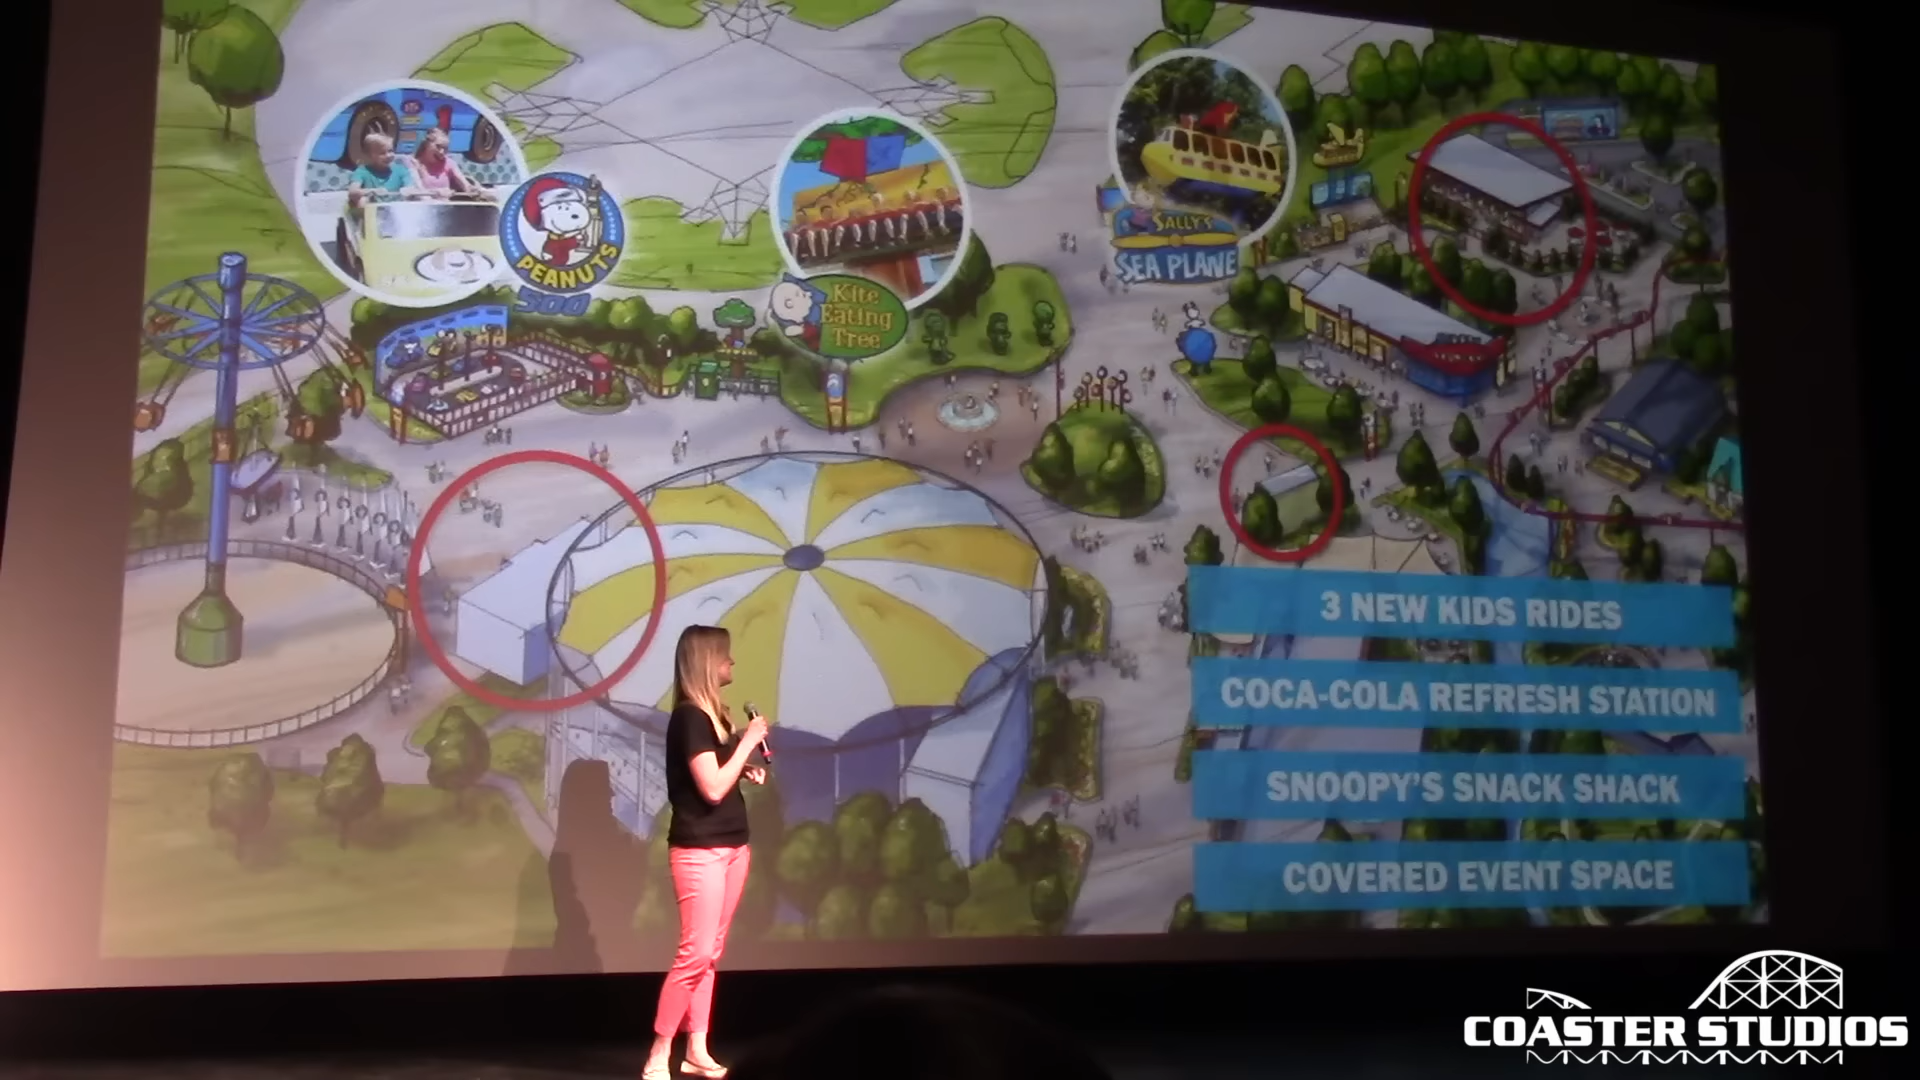 PEANUTS
500
Kite
Eating
Tree
SALLY'S
SEA PLANE
3 NEW KIDS RIDES
COCA-COLA REFRESH STATION
SNOOPY'S SNACK SHACK
COVERED EVENT SPACE
COASTER STUDIOS